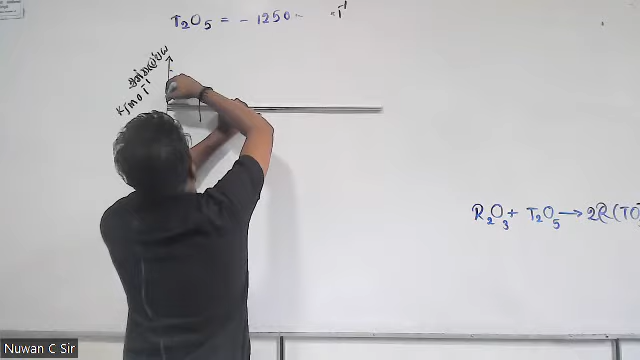 T₂O₅ = - 1250
kJ mol⁻¹
R₂O₃ + T₂O₅ → 2R(TO
Nuwan C Sir